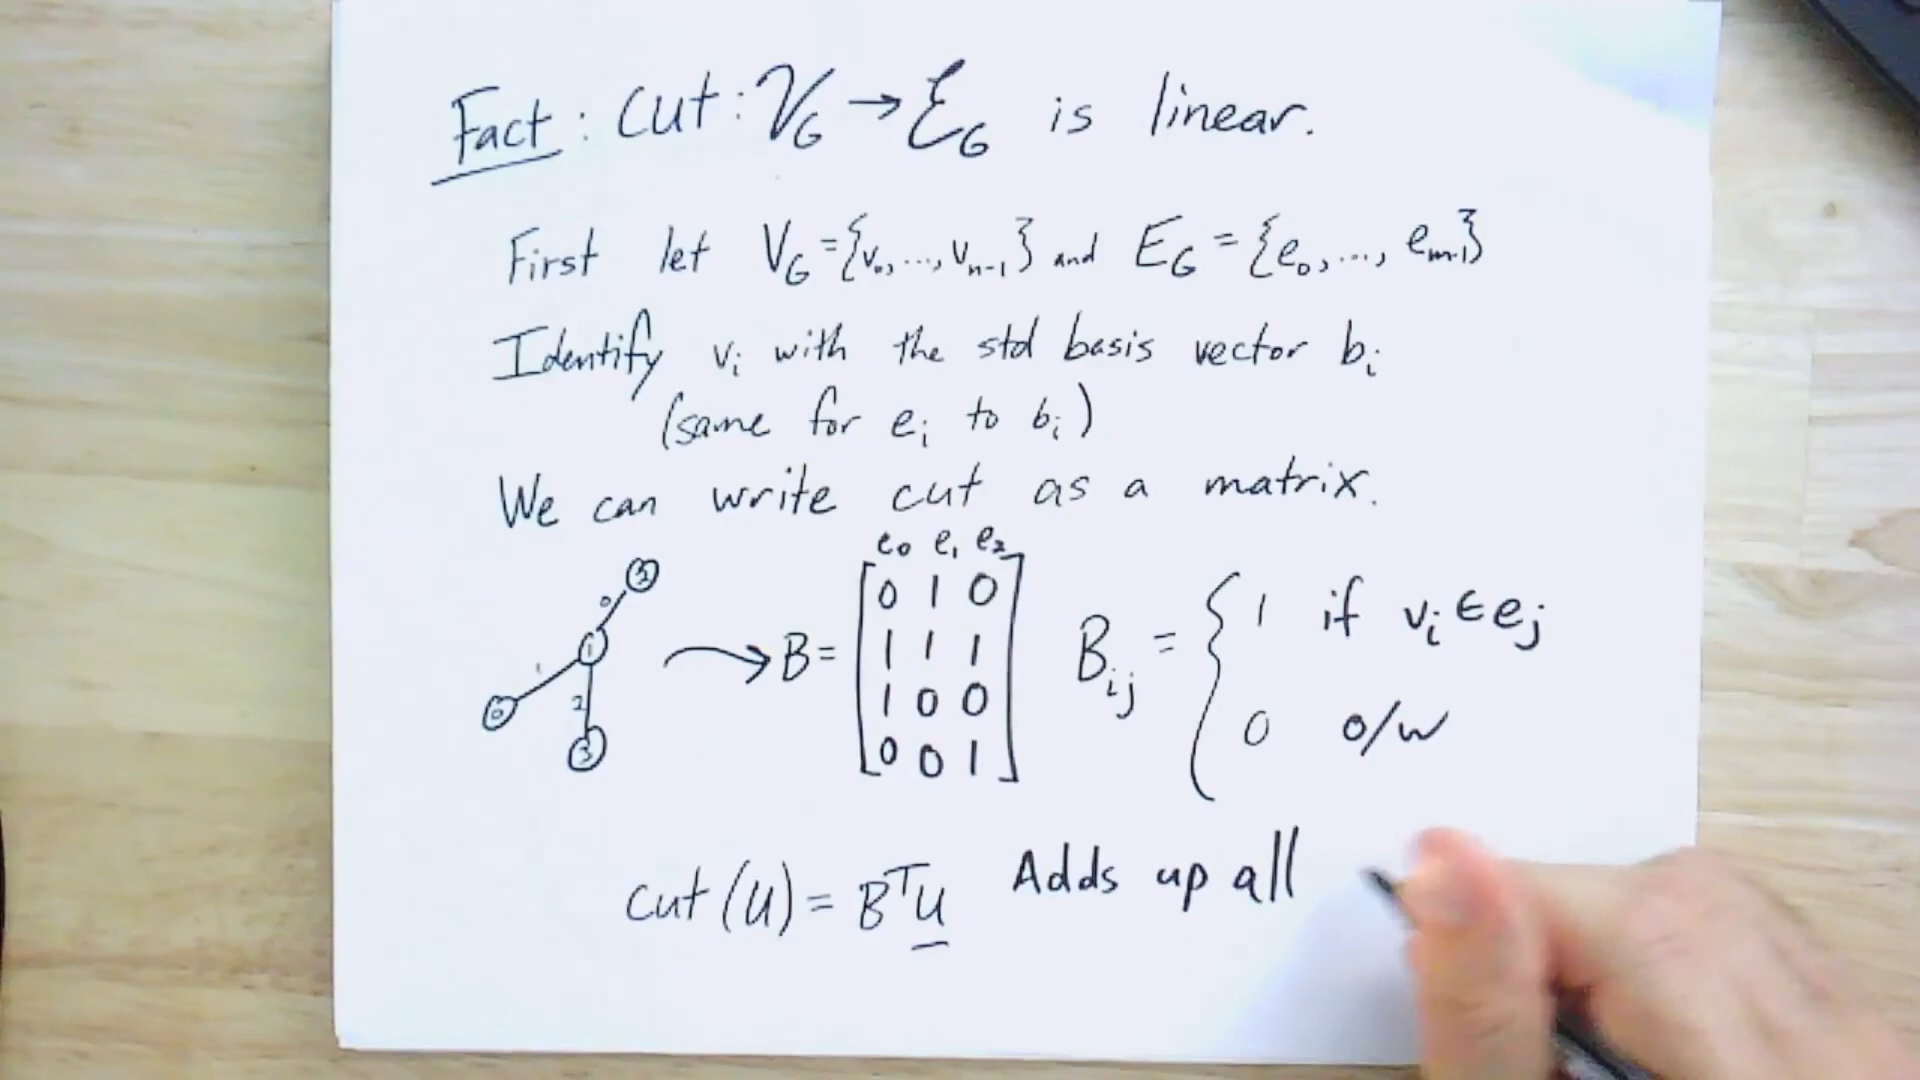 Fact: cut: 𝒱_G → ℰ_G is linear.
First let V_G = {v_0, ..., v_{n-1}} and E_G = {e_0, ..., e_{m-1}}
Identify v_i with the std basis vector b_i
(same for e_i to b_i)
We can write cut as a matrix.
e_0 e_1 e_2
0 1 0
1 1 1
1 0 0
0 0 1
B =
B_ij = { 1 if v_i ∈ e_j
0 o/w
0
1
1
0
2
3
cut(U) = B^T U Adds up all